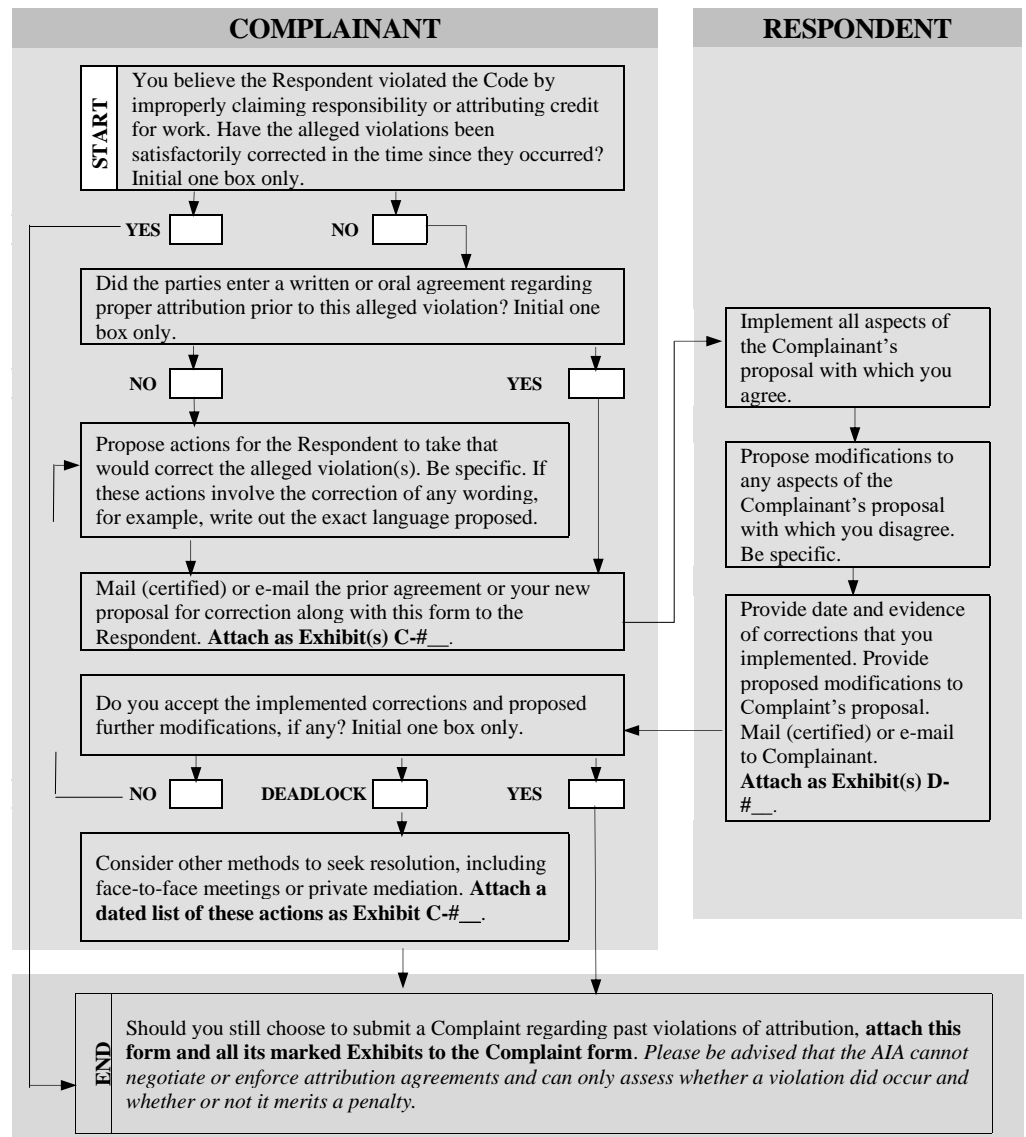 COMPLAINANT
START
You believe the Respondent violated the Code by
improperly claiming responsibility or attributing credit
for work. Have the alleged violations been
satisfactorily corrected in the time since they occurred?
Initial one box only.
YES
NO
Did the parties enter a written or oral agreement regarding
proper attribution prior to this alleged violation? Initial one
box only.
NO
YES
Propose actions for the Respondent to take that
would correct the alleged violation(s). Be specific. If
these actions involve the correction of any wording,
for example, write out the exact language proposed.
Mail (certified) or e-mail the prior agreement or your new
proposal for correction along with this form to the
Respondent. Attach as Exhibit(s) C-#__.
RESPONDENT
Implement all aspects of
the Complainant's
proposal with which you
agree.
Propose modifications to
any aspects of the
Complainant's proposal
with which you disagree.
Be specific.
Provide date and evidence
of corrections that you
implemented. Provide
proposed modifications to
Complaint's proposal.
Mail (certified) or e-mail
to Complainant.
Attach as Exhibit(s) D-
#__.
Do you accept the implemented corrections and proposed
further modifications, if any? Initial one box only.
NO
DEADLOCK
YES
Consider other methods to seek resolution, including
face-to-face meetings or private mediation. Attach a
dated list of these actions as Exhibit C-#__.
END
Should you still choose to submit a Complaint regarding past violations of attribution, attach this
form and all its marked Exhibits to the Complaint form. Please be advised that the AIA cannot
negotiate or enforce attribution agreements and can only assess whether a violation did occur and
whether or not it merits a penalty.